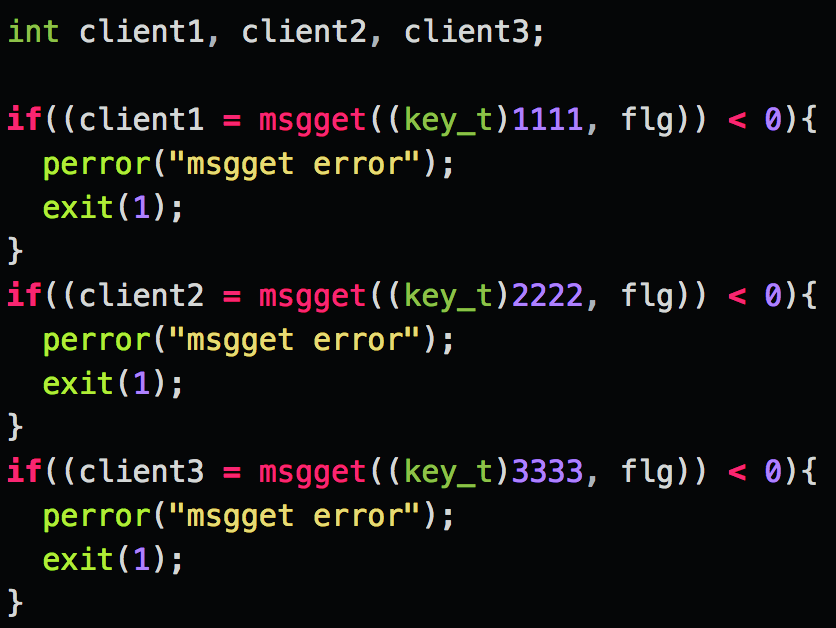 int client1, client2, client3;

if((client1 = msgget((key_t)1111, flg)) < 0){
  perror("msgget error");
  exit(1);
}
if((client2 = msgget((key_t)2222, flg)) < 0){
  perror("msgget error");
  exit(1);
}
if((client3 = msgget((key_t)3333, flg)) < 0){
  perror("msgget error");
  exit(1);
}